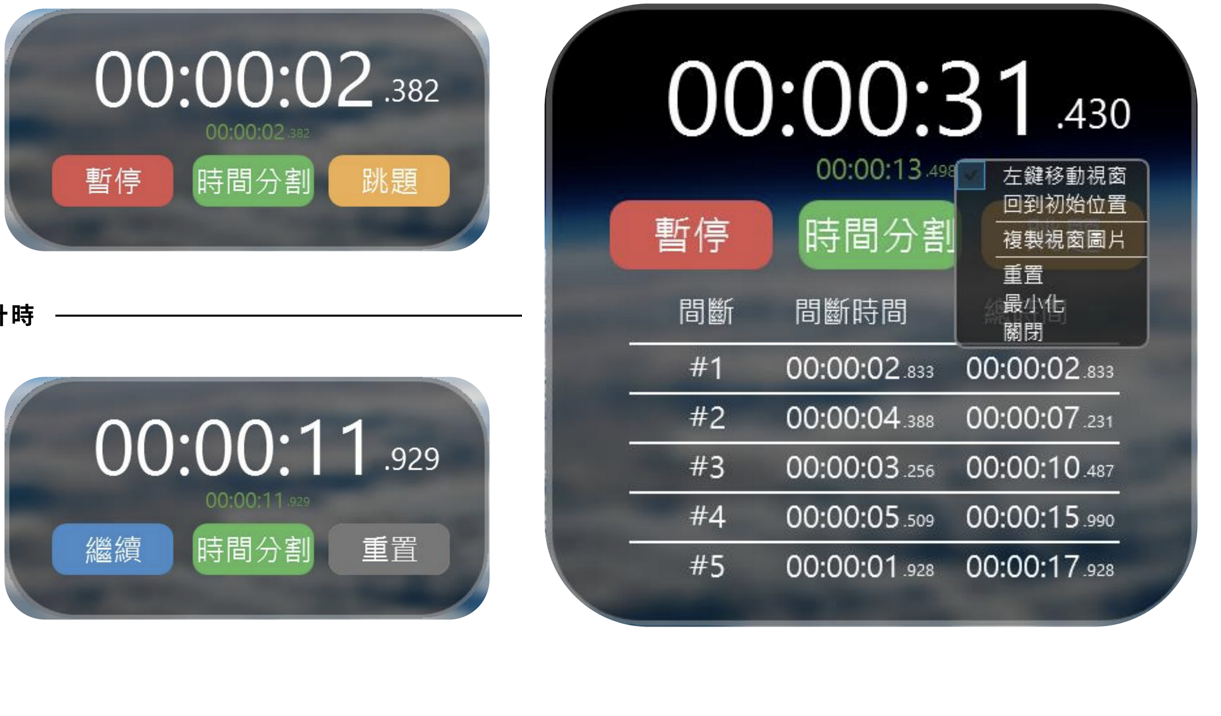 00:00:02.382
00:00:02.382
暫停 時間分割 跳題
計時
00:00:11.929
00:00:11.929
繼續 時間分割 重置
00:00:31.430
00:00:13.498
暫停 時間分割
左鍵移動視窗
回到初始位置
複製視窗圖片
重置
最小化
關閉
間斷 間斷時間 總時間
#1 00:00:02.833 00:00:02.833
#2 00:00:04.388 00:00:07.231
#3 00:00:03.256 00:00:10.487
#4 00:00:05.509 00:00:15.990
#5 00:00:01.928 00:00:17.928